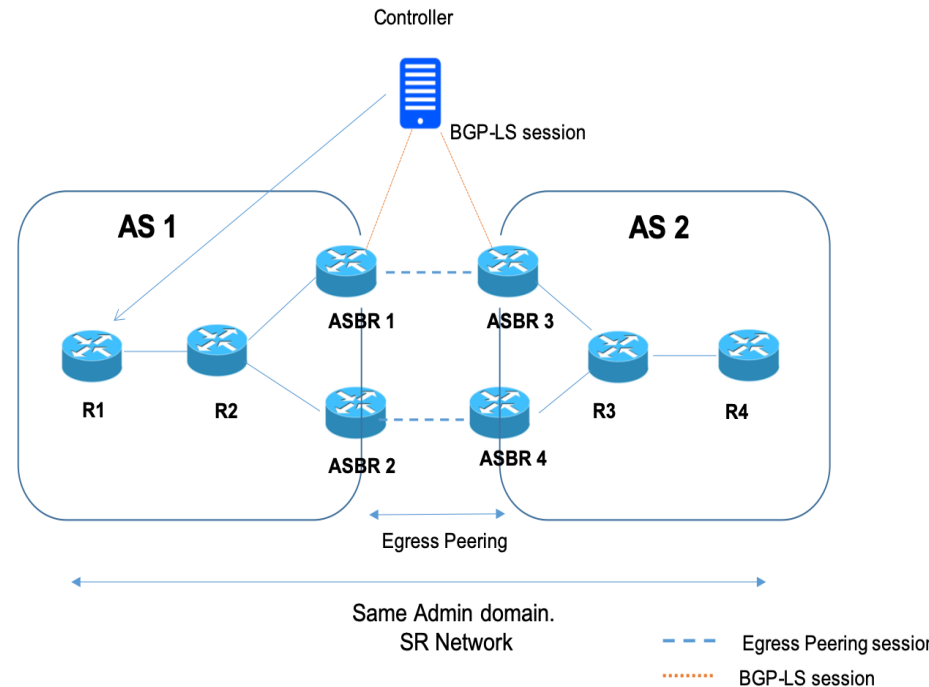 Controller
BGP-LS session
AS 1
AS 2
ASBR 1
ASBR 3
R1
R2
R3
R4
ASBR 2
ASBR 4
Egress Peering
Same Admin domain.
SR Network
Egress Peering session
BGP-LS session